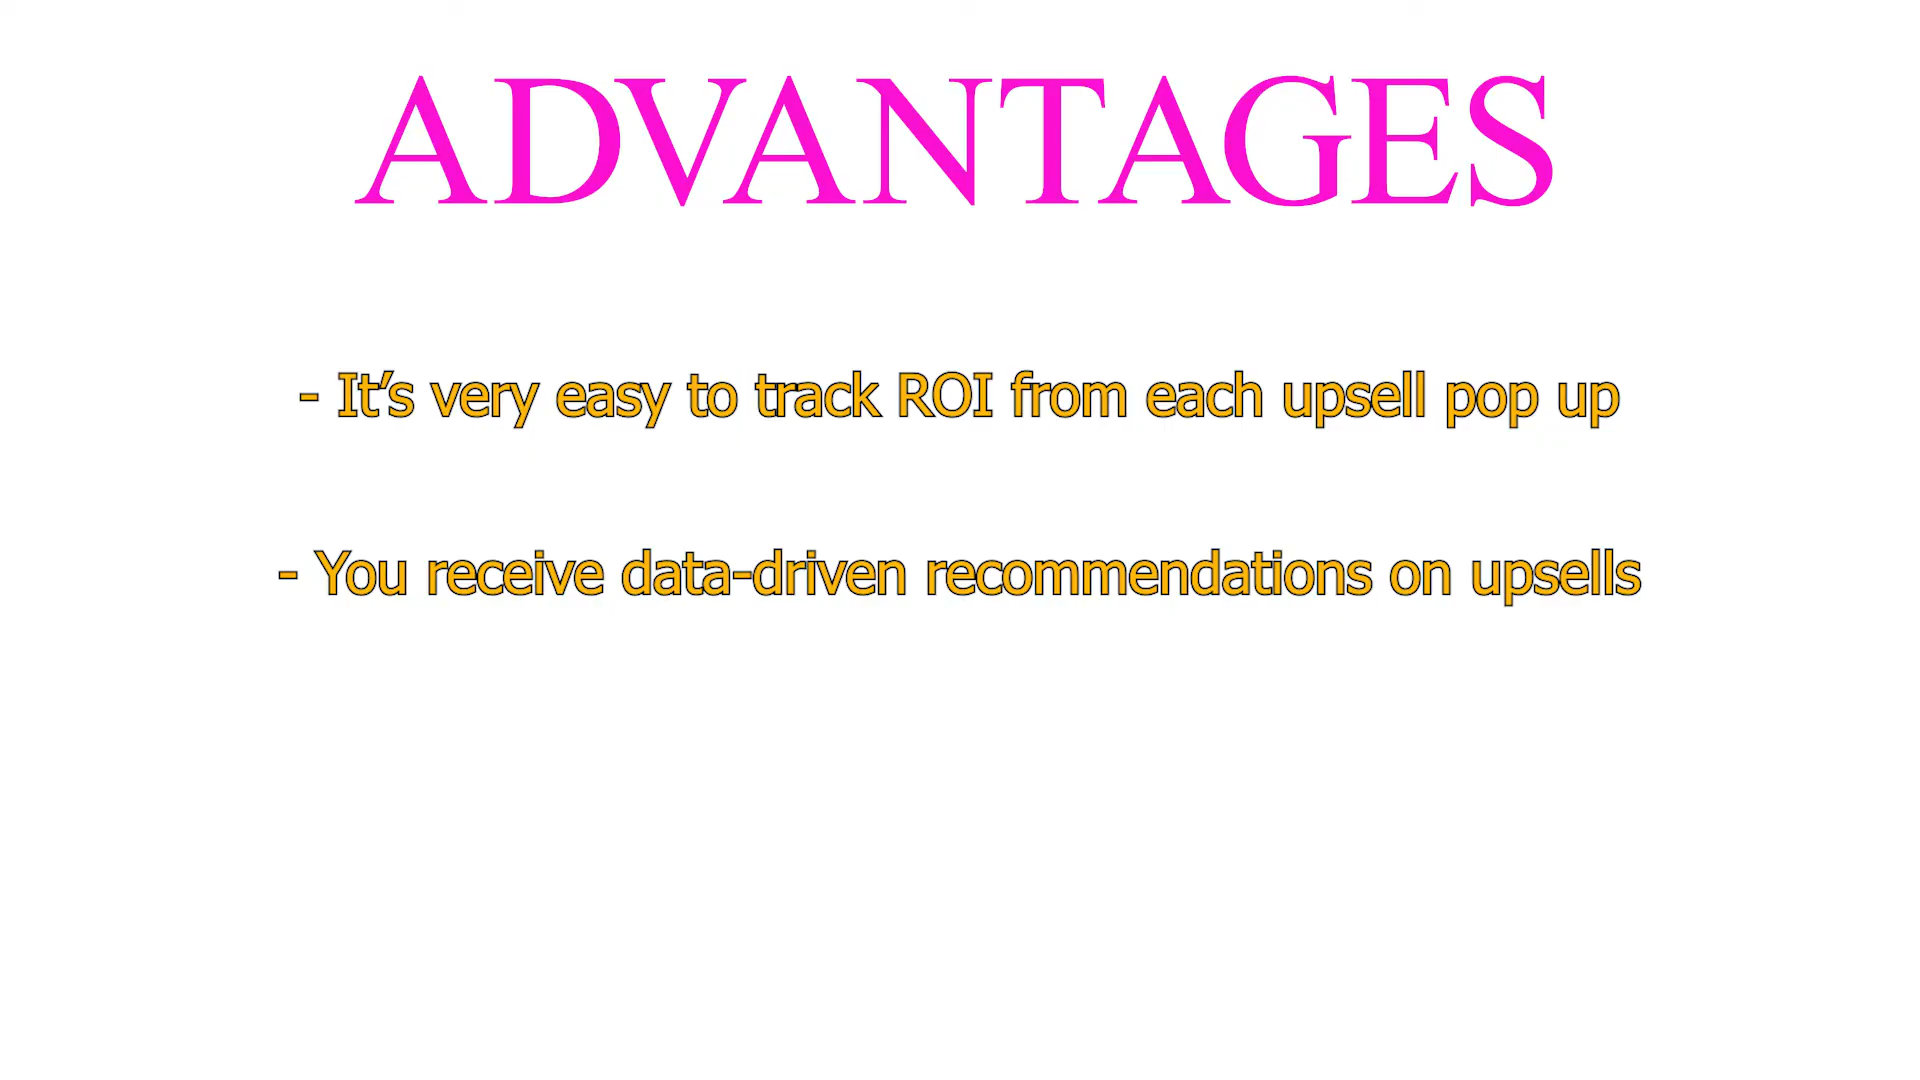 ADVANTAGES
- It’s very easy to track ROI from each upsell pop up
- You receive data-driven recommendations on upsells